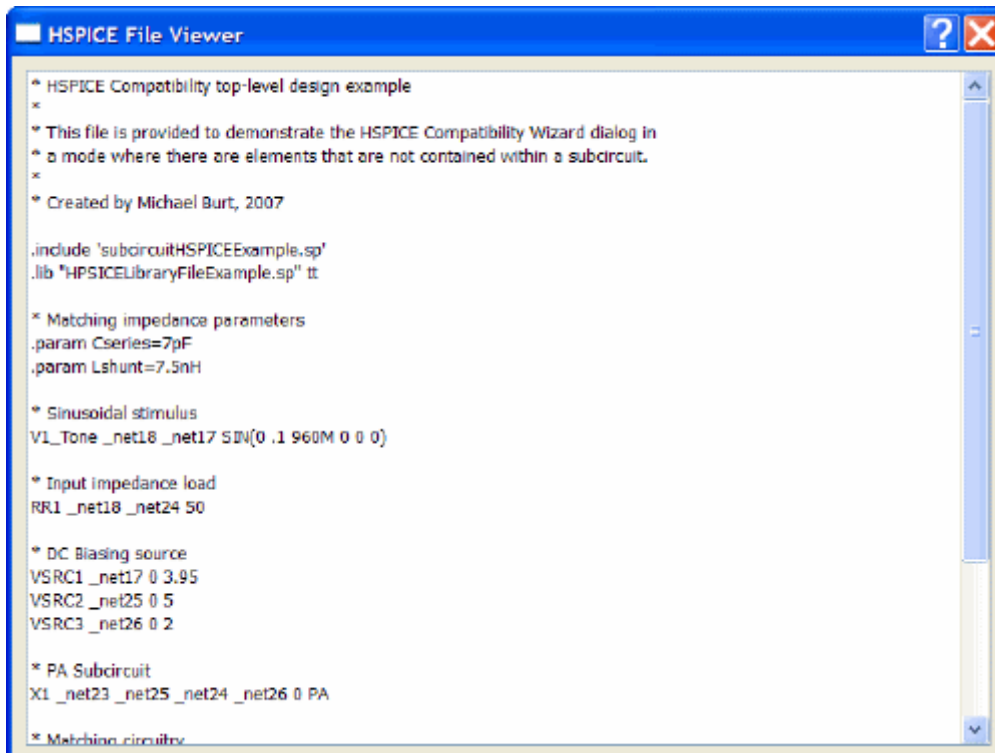 HSPICE File Viewer
* HSPICE Compatibility top-level design example
*
* This file is provided to demonstrate the HSPICE Compatibility Wizard dialog in
* a mode where there are elements that are not contained within a subcircuit.
*
* Created by Michael Burt, 2007
.include 'subcircuitHSPICEExample.sp'
.lib "HPSICELibraryFileExample.sp" tt
* Matching impedance parameters
.param Cseries=7pF
.param Lshunt=7.5nH
* Sinusoidal stimulus
V1_Tone _net18 _net17 SIN(0 .1 960M 0 0 0)
* Input impedance load
RR1 _net18 _net24 50
* DC Biasing source
VSRC1 _net17 0 3.95
VSRC2 _net25 0 5
VSRC3 _net26 0 2
* PA Subcircuit
X1 _net23 _net25 _net24 _net26 0 PA
* Matching circuitry